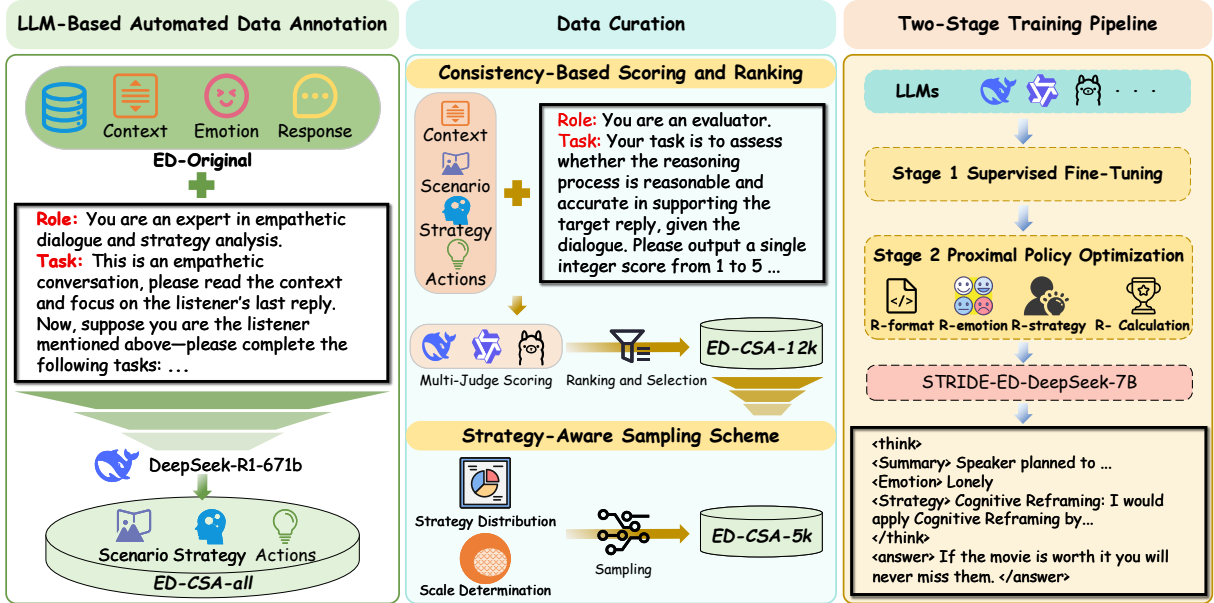 LLM-Based Automated Data Annotation
Context
Emotion
Response
ED-Original
Role: You are an expert in empathetic
dialogue and strategy analysis.
Task: This is an empathetic
conversation, please read the context
and focus on the listener's last reply.
Now, suppose you are the listener
mentioned above—please complete the
following tasks: ...
DeepSeek-R1-671b
Scenario
Strategy
Actions
ED-CSA-all
Data Curation
Consistency-Based Scoring and Ranking
Context
Scenario
Strategy
Actions
Role: You are an evaluator.
Task: Your task is to assess
whether the reasoning
process is reasonable and
accurate in supporting the
target reply, given the
dialogue. Please output a single
integer score from 1 to 5 ...
Multi-Judge Scoring
Ranking and Selection
ED-CSA-12k
Strategy-Aware Sampling Scheme
Strategy Distribution
Scale Determination
Sampling
ED-CSA-5k
Two-Stage Training Pipeline
LLMs
. . .
Stage 1 Supervised Fine-Tuning
Stage 2 Proximal Policy Optimization
R-format
R-emotion
R-strategy
R- Calculation
STRIDE-ED-DeepSeek-7B
<think>
<Summary> Speaker planned to ...
<Emotion> Lonely
<Strategy> Cognitive Reframing: I would
apply Cognitive Reframing by...
</think>
<answer> If the movie is worth it you will
never miss them. </answer>